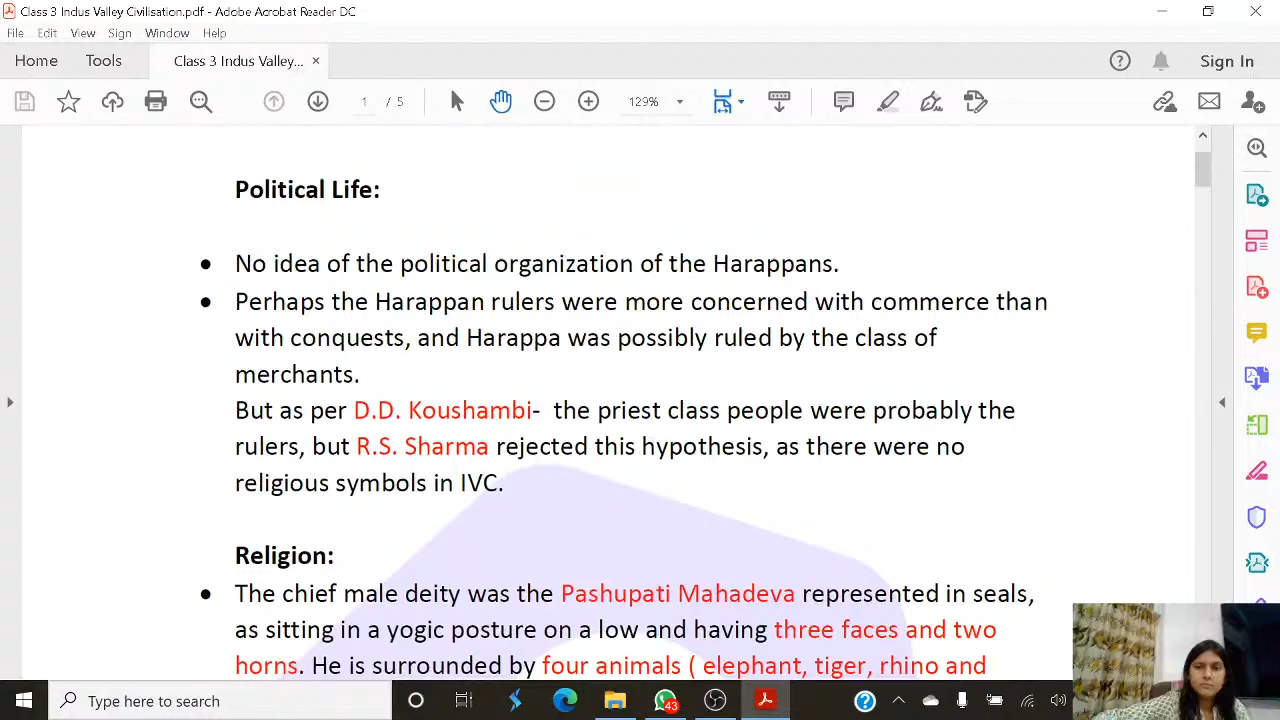 Class 3 Indus Valley Civilisation.pdf - Adobe Acrobat Reader DC
File Edit View Sign Window Help
Home Tools Class 3 Indus Valley... × Sign In
1 / 5 129%
Political Life:
• No idea of the political organization of the Harappans.
• Perhaps the Harappan rulers were more concerned with commerce than
with conquests, and Harappa was possibly ruled by the class of
merchants.
But as per D.D. Koushambi- the priest class people were probably the
rulers, but R.S. Sharma rejected this hypothesis, as there were no
religious symbols in IVC.
Religion:
• The chief male deity was the Pashupati Mahadeva represented in seals,
as sitting in a yogic posture on a low and having three faces and two
horns. He is surrounded by four animals ( elephant, tiger, rhino and
Type here to search 43